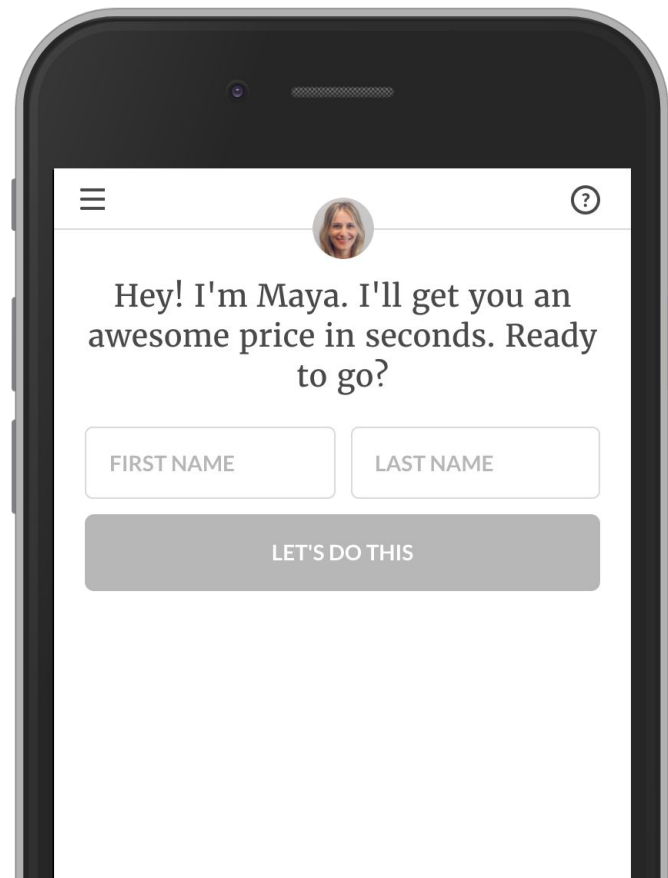 ?
Hey! I'm Maya. I'll get you an
awesome price in seconds. Ready
to go?
FIRST NAME
LAST NAME
LET'S DO THIS